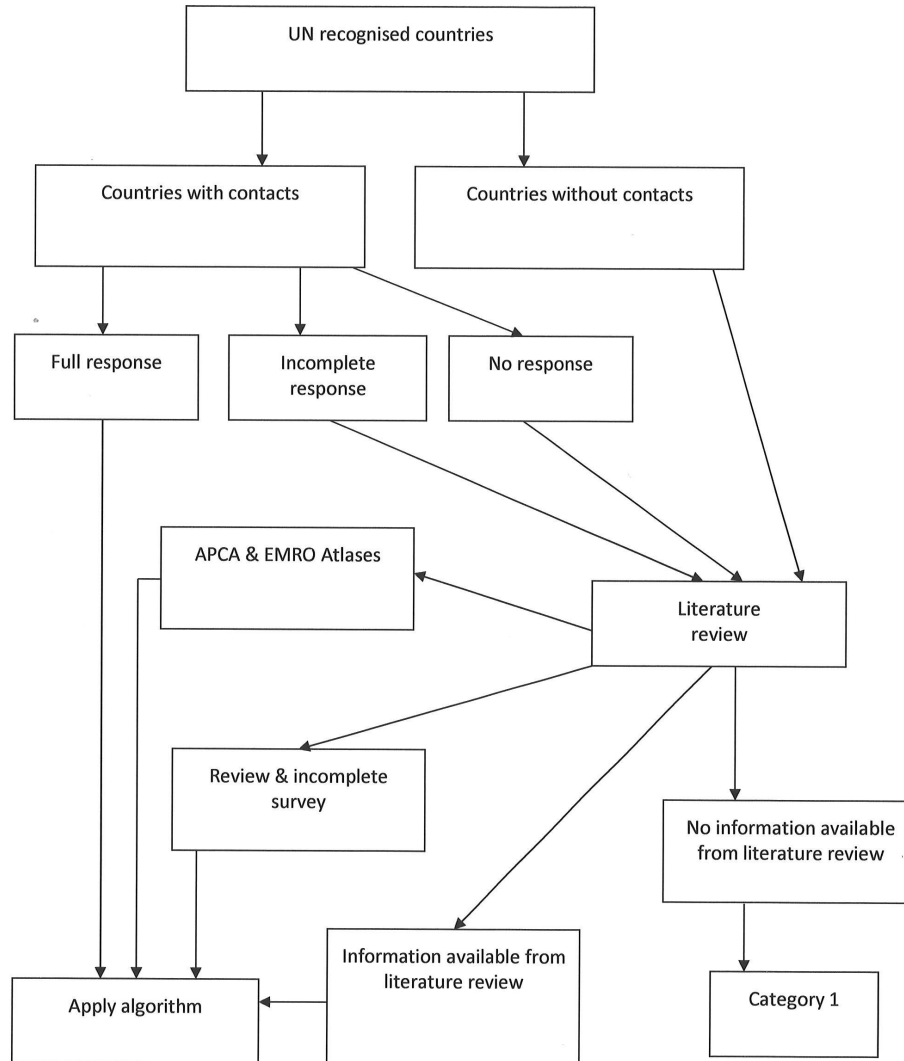 UN recognised countries
Countries with contacts
Countries without contacts
Full response
Incomplete
response
No response
APCA & EMRO Atlases
Literature
review
Review & incomplete
survey
No information available
from literature review
Information available from
literature review
Apply algorithm
Category 1